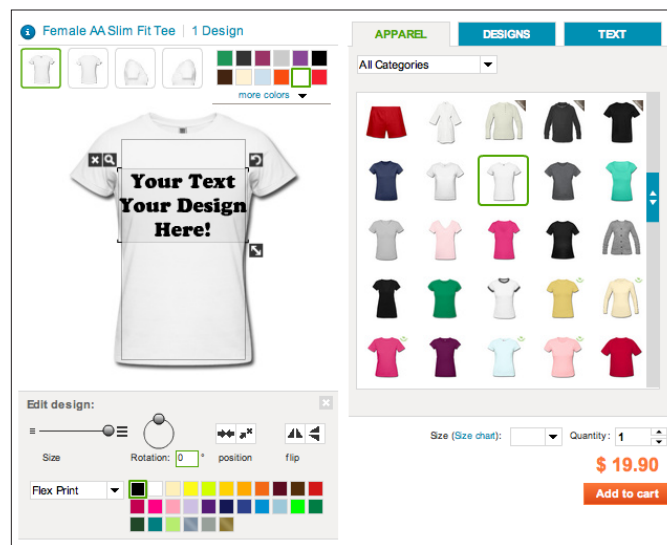 Female AA Slim Fit Tee | 1 Design
more colors
Your Text
Your Design
Here!
Edit design:
Size
Rotation: 0 °
position
flip
Flex Print
APPAREL
DESIGNS
TEXT
All Categories
Size (Size chart):
Quantity: 1
$ 19.90
Add to cart